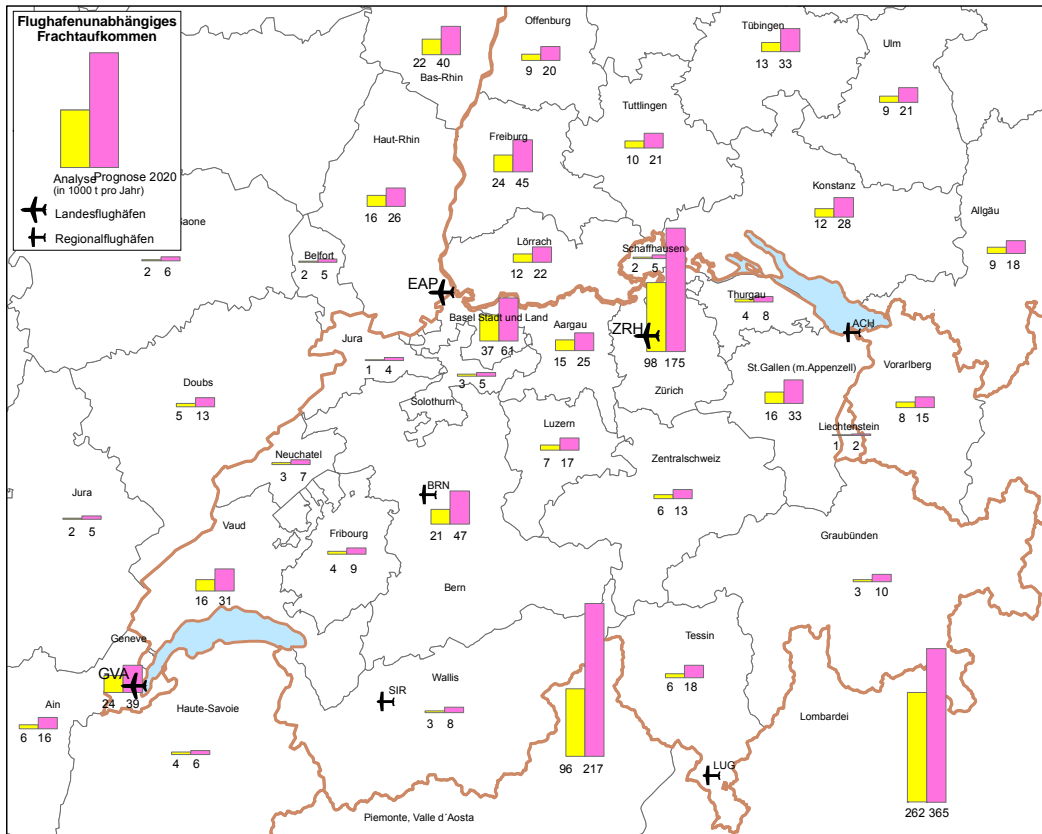 Flughafenunabhängiges
Frachtaufkommen
Analyse
Prognose 2020
(in 1000 t pro Jahr)
Landesflughäfen
Regionalflughäfen
22 40
Bas-Rhin
Offenburg
9 20
Tübingen
13 33
Ulm
9 21
Haut-Rhin
16 26
Freiburg
24 45
Tuttlingen
10 21
Konstanz
12 28
Allgäu
9 18
Saone
2 6
Belfort
2 5
Lörrach
12 22
Schaffhausen
2 5
EAP
Thurgau
4 8
ACH
Basel Stadt und Land
37 61
Aargau
15 25
ZRH
98 175
Zürich
Jura
1 4
3 5
Solothurn
St.Gallen (m.Appenzell)
16 33
Vorarlberg
8 15
Liechtenstein
1 2
Doubs
5 13
Luzern
7 17
Neuchatel
3 7
Zentralschweiz
6 13
Jura
2 5
BRN
21 47
Bern
Vaud
16 31
Fribourg
4 9
Graubünden
3 10
Geneve
GVA
24 39
Tessin
6 18
Ain
6 16
Haute-Savoie
4 6
SIR
Wallis
3 8
96 217
Lombardei
262 365
LUG
Piemonte, Valle d´Aosta